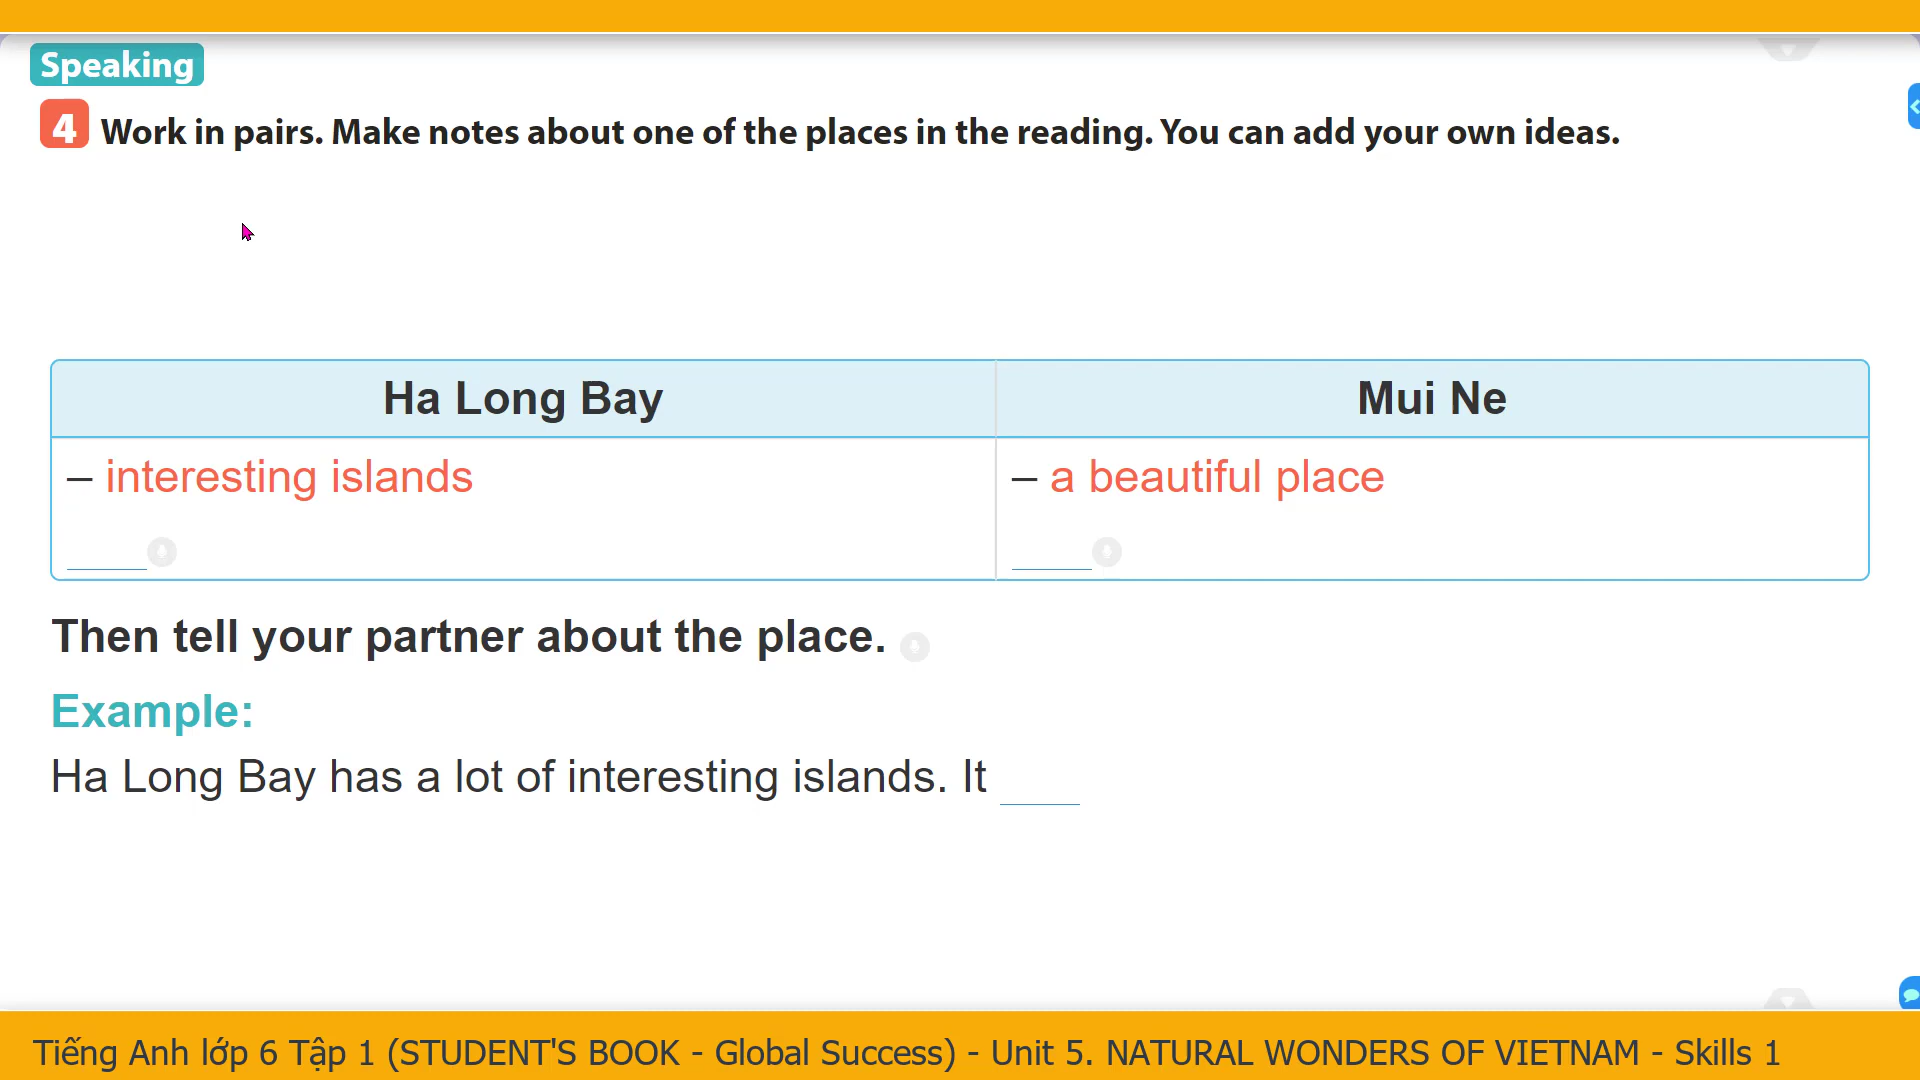 Speaking
4 Work in pairs. Make notes about one of the places in the reading. You can add your own ideas.
Ha Long Bay
Mui Ne
– interesting islands
– a beautiful place
Then tell your partner about the place.
Example:
Ha Long Bay has a lot of interesting islands. It ____
Tiếng Anh lớp 6 Tập 1 (STUDENT'S BOOK - Global Success) - Unit 5. NATURAL WONDERS OF VIETNAM - Skills 1